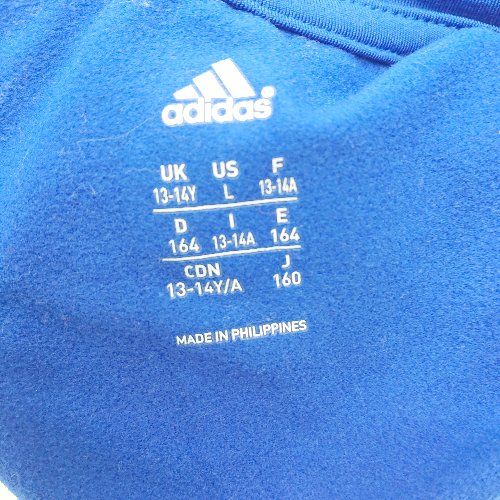 adidas
UK US F
13-14Y L 13-14A
D I E
164 13-14A 164
CDN J
13-14Y/A 160
MADE IN PHILIPPINES